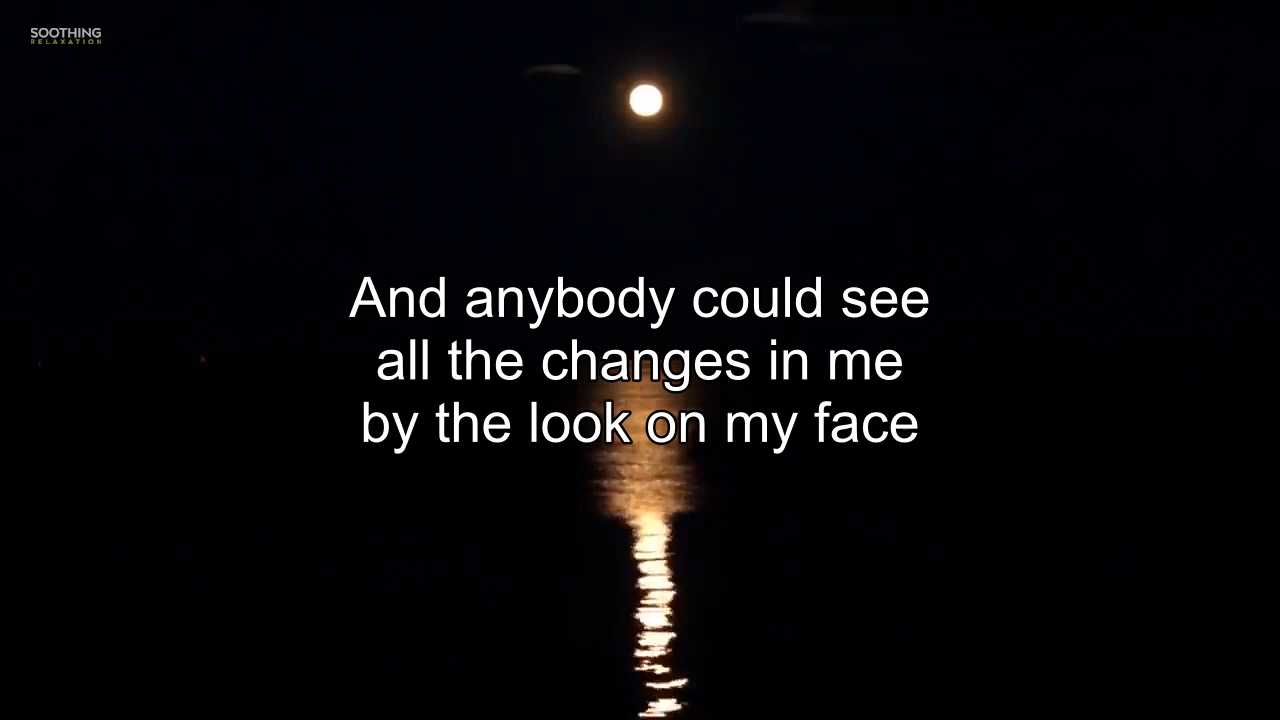 SOOTHING
RELAXATION
And anybody could see
all the changes in me
by the look on my face